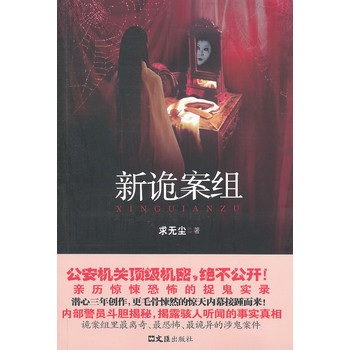 新诡案组
XINGUIANZU
求无尘◎著
公安机关顶级机密，绝不公开！
亲历惊悚恐怖的捉鬼实录
潜心三年创作，更毛骨悚然的惊天内幕接踵而来！
内部警员斗胆揭秘，揭露骇人听闻的事实真相
诡案组里最离奇、最恐怖、最诡异的涉鬼案件
文汇出版社